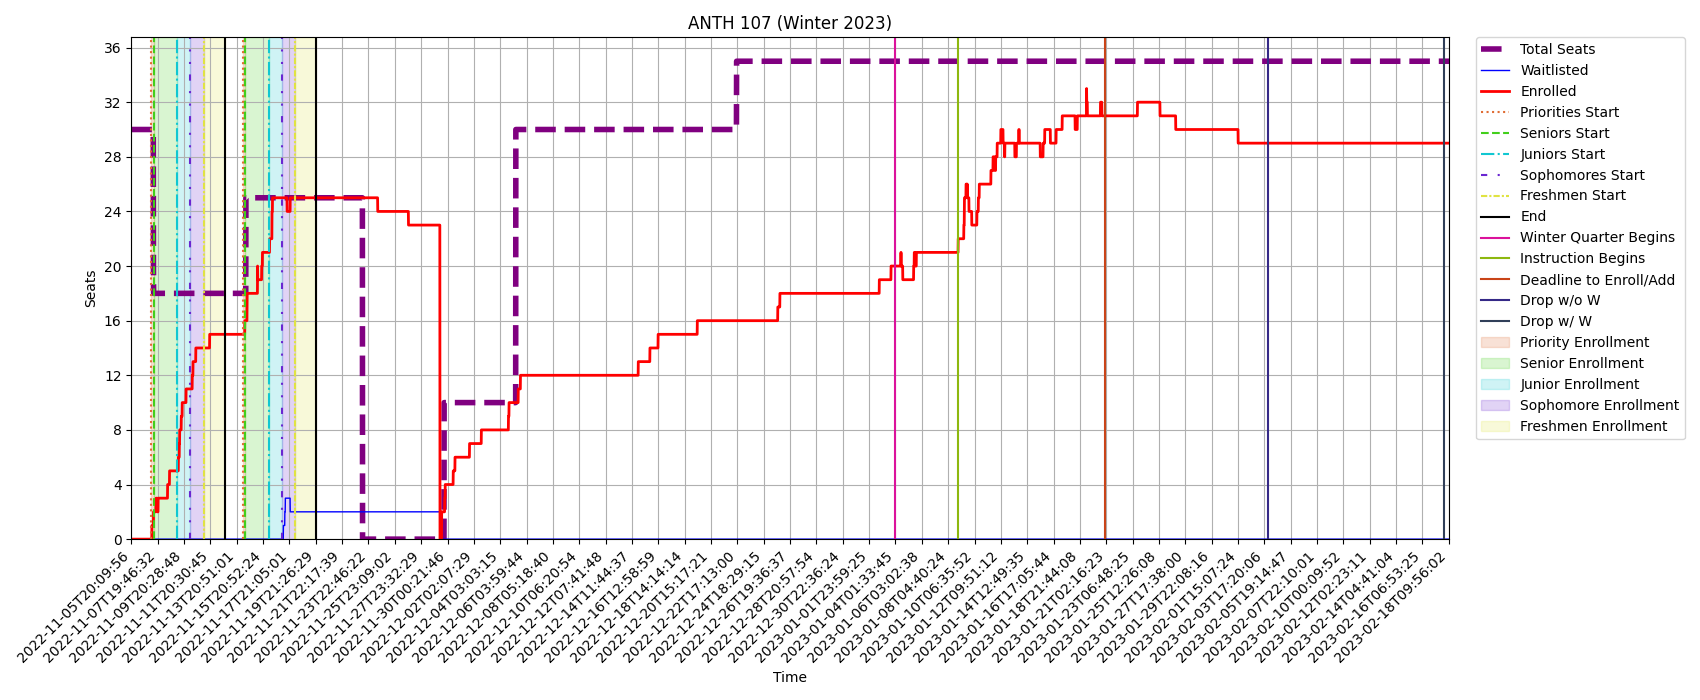 ANTH 107 (Winter 2023)
Seats
36
32
28
24
20
16
12
8
4
0
2022-11-05T20:09:56
2022-11-07T19:46:32
2022-11-09T20:28:48
2022-11-11T20:30:45
2022-11-13T20:51:01
2022-11-15T20:52:24
2022-11-17T21:05:01
2022-11-19T21:26:29
2022-11-21T22:17:39
2022-11-23T22:46:22
2022-11-25T23:09:02
2022-11-27T23:32:29
2022-11-30T00:21:46
2022-12-02T02:07:29
2022-12-04T03:03:15
2022-12-06T03:59:44
2022-12-08T05:18:40
2022-12-10T06:20:54
2022-12-12T07:41:48
2022-12-14T11:44:37
2022-12-16T12:58:59
2022-12-18T14:14:14
2022-12-20T15:17:21
2022-12-22T17:13:00
2022-12-24T18:29:15
2022-12-26T19:36:37
2022-12-28T20:57:54
2022-12-30T22:36:24
2023-01-01T23:59:25
2023-01-04T01:33:45
2023-01-06T03:02:38
2023-01-08T04:40:24
2023-01-10T06:35:52
2023-01-12T09:51:12
2023-01-14T12:49:35
2023-01-16T17:05:44
2023-01-18T21:44:08
2023-01-21T02:16:23
2023-01-23T06:48:25
2023-01-25T12:26:08
2023-01-27T17:38:00
2023-01-29T22:08:16
2023-02-01T15:07:24
2023-02-03T17:20:06
2023-02-05T19:14:47
2023-02-07T22:10:01
2023-02-10T00:09:52
2023-02-12T02:23:11
2023-02-14T04:41:04
2023-02-16T06:53:25
2023-02-18T09:56:02
Time
Total Seats
Waitlisted
Enrolled
Priorities Start
Seniors Start
Juniors Start
Sophomores Start
Freshmen Start
End
Winter Quarter Begins
Instruction Begins
Deadline to Enroll/Add
Drop w/o W
Drop w/ W
Priority Enrollment
Senior Enrollment
Junior Enrollment
Sophomore Enrollment
Freshmen Enrollment